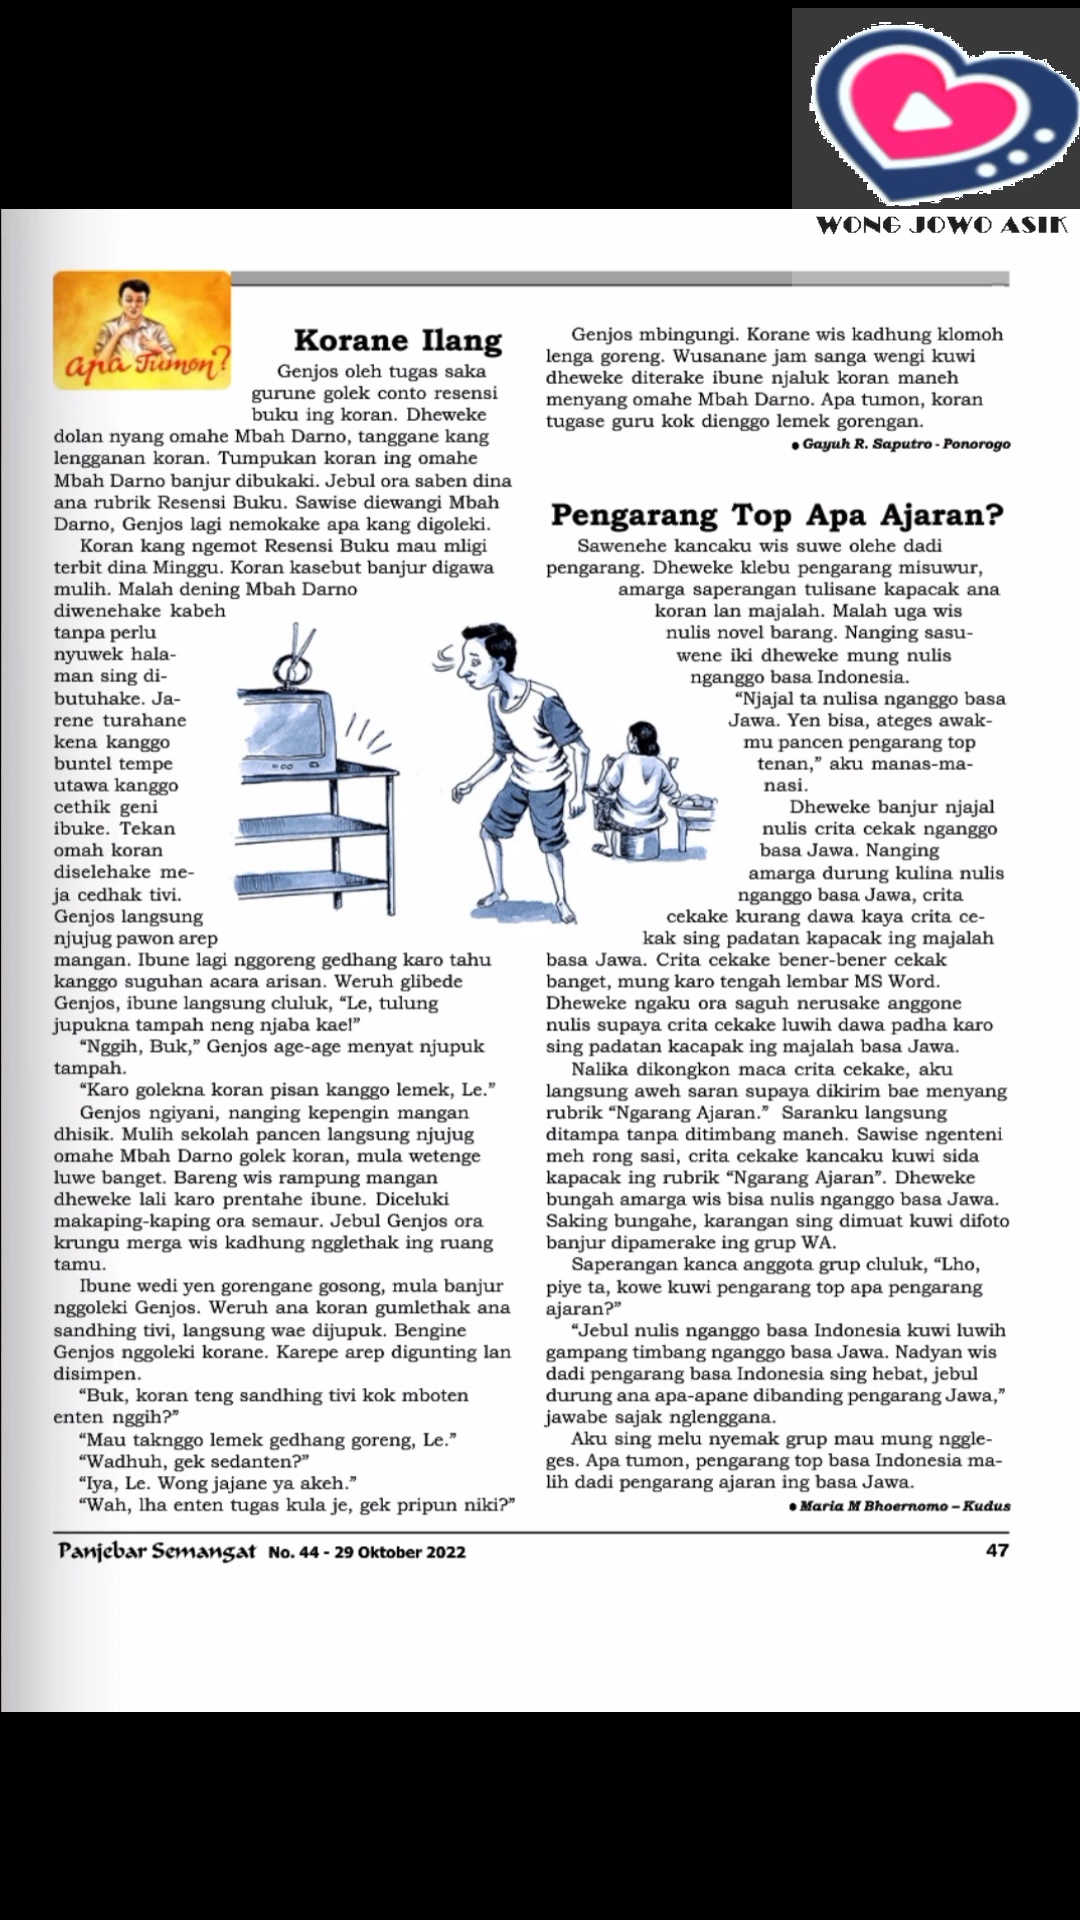 WONG JOWO ASIK
apa Tumon?
Korane Ilang
Genjos oleh tugas saka
gurune golek conto resensi
buku ing koran. Dheweke
dolan nyang omahe Mbah Darno, tanggane kang
lengganan koran. Tumpukan koran ing omahe
Mbah Darno banjur dibukaki. Jebul ora saben dina
ana rubrik Resensi Buku. Sawise diewangi Mbah
Darno, Genjos lagi nemokake apa kang digoleki.
Koran kang ngemot Resensi Buku mau mligi
terbit dina Minggu. Koran kasebut banjur digawa
mulih. Malah dening Mbah Darno
diwenehake kabeh
tanpa perlu
nyuwek hala-
man sing di-
butuhake. Ja-
rene turahane
kena kanggo
buntel tempe
utawa kanggo
cethik geni
ibuke. Tekan
omah koran
diselehake me-
ja cedhak tivi.
Genjos langsung
njujug pawon arep
mangan. Ibune lagi nggoreng gedhang karo tahu
kanggo suguhan acara arisan. Weruh glibede
Genjos, ibune langsung cluluk, “Le, tulung
jupukna tampah neng njaba kae!”
“Nggih, Buk,” Genjos age-age menyat njupuk
tampah.
“Karo golekna koran pisan kanggo lemek, Le.”
Genjos ngiyani, nanging kepengin mangan
dhisik. Mulih sekolah pancen langsung njujug
omahe Mbah Darno golek koran, mula wetenge
luwe banget. Bareng wis rampung mangan
dheweke lali karo prentahe ibune. Diceluki
makaping-kaping ora semaur. Jebul Genjos ora
krungu merga wis kadhung ngglethak ing ruang
tamu.
Ibune wedi yen gorengane gosong, mula banjur
nggoleki Genjos. Weruh ana koran gumlethak ana
sandhing tivi, langsung wae dijupuk. Bengine
Genjos nggoleki korane. Karepe arep digunting lan
disimpen.
“Buk, koran teng sandhing tivi kok mboten
enten nggih?”
“Mau taknggo lemek gedhang goreng, Le.”
“Wadhuh, gek sedanten?”
“Iya, Le. Wong jajane ya akeh.”
“Wah, lha enten tugas kula je, gek pripun niki?”
Genjos mbingungi. Korane wis kadhung klomoh
lenga goreng. Wusanane jam sanga wengi kuwi
dheweke diterake ibune njaluk koran maneh
menyang omahe Mbah Darno. Apa tumon, koran
tugase guru kok dienggo lemek gorengan.
• Gayuh R. Saputro - Ponorogo
Pengarang Top Apa Ajaran?
Sawenehe kancaku wis suwe olehe dadi
pengarang. Dheweke klebu pengarang misuwur,
amarga saperangan tulisane kapacak ana
koran lan majalah. Malah uga wis
nulis novel barang. Nanging sasu-
wene iki dheweke mung nulis
nganggo basa Indonesia.
“Njajal ta nulisa nganggo basa
Jawa. Yen bisa, ateges awak-
mu pancen pengarang top
tenan,” aku manas-ma-
nasi.
Dheweke banjur njajal
nulis crita cekak nganggo
basa Jawa. Nanging
amarga durung kulina nulis
nganggo basa Jawa, crita
cekake kurang dawa kaya crita ce-
kak sing padatan kapacak ing majalah
basa Jawa. Crita cekake bener-bener cekak
banget, mung karo tengah lembar MS Word.
Dheweke ngaku ora saguh nerusake anggone
nulis supaya crita cekake luwih dawa padha karo
sing padatan kacapak ing majalah basa Jawa.
Nalika dikongkon maca crita cekake, aku
langsung aweh saran supaya dikirim bae menyang
rubrik “Ngarang Ajaran.” Saranku langsung
ditampa tanpa ditimbang maneh. Sawise ngenteni
meh rong sasi, crita cekake kancaku kuwi sida
kapacak ing rubrik “Ngarang Ajaran”. Dheweke
bungah amarga wis bisa nulis nganggo basa Jawa.
Saking bungahe, karangan sing dimuat kuwi difoto
banjur dipamerake ing grup WA.
Saperangan kanca anggota grup cluluk, “Lho,
piye ta, kowe kuwi pengarang top apa pengarang
ajaran?”
“Jebul nulis nganggo basa Indonesia kuwi luwih
gampang timbang nganggo basa Jawa. Nadyan wis
dadi pengarang basa Indonesia sing hebat, jebul
durung ana apa-apane dibanding pengarang Jawa,”
jawabe sajak nglenggana.
Aku sing melu nyemak grup mau mung nggle-
ges. Apa tumon, pengarang top basa Indonesia ma-
lih dadi pengarang ajaran ing basa Jawa.
• Maria M Bhoernomo – Kudus
Panjebar Semangat No. 44 - 29 Oktober 2022
47